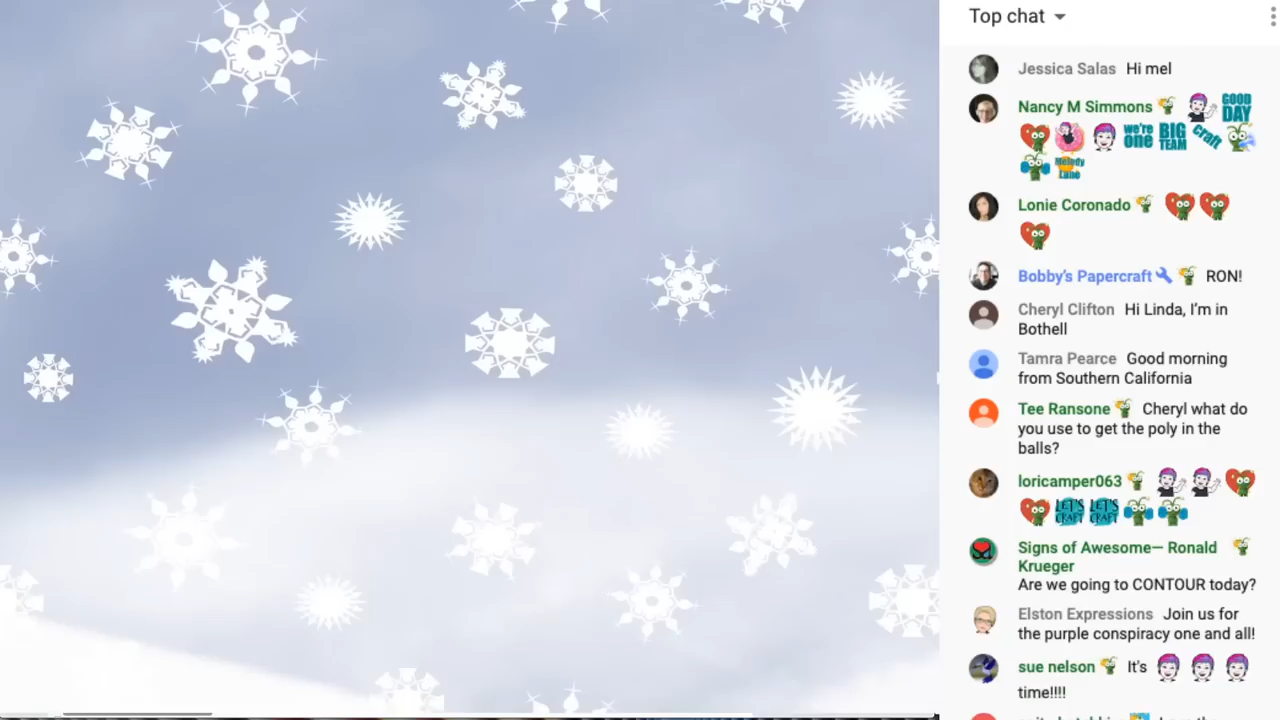 Top chat
Jessica Salas Hi mel
Nancy M Simmons GOOD DAY
we're one BIG TEAM craft
Melody Lane
Lonie Coronado
Bobby's Papercraft RON!
Cheryl Clifton Hi Linda, I'm in
Bothell
Tamra Pearce Good morning
from Southern California
Tee Ransone Cheryl what do
you use to get the poly in the
balls?
loricamper063
LET'S CRAFT LET'S CRAFT
Signs of Awesome— Ronald
Krueger
Are we going to CONTOUR today?
Elston Expressions Join us for
the purple conspiracy one and all!
sue nelson It's
time!!!!